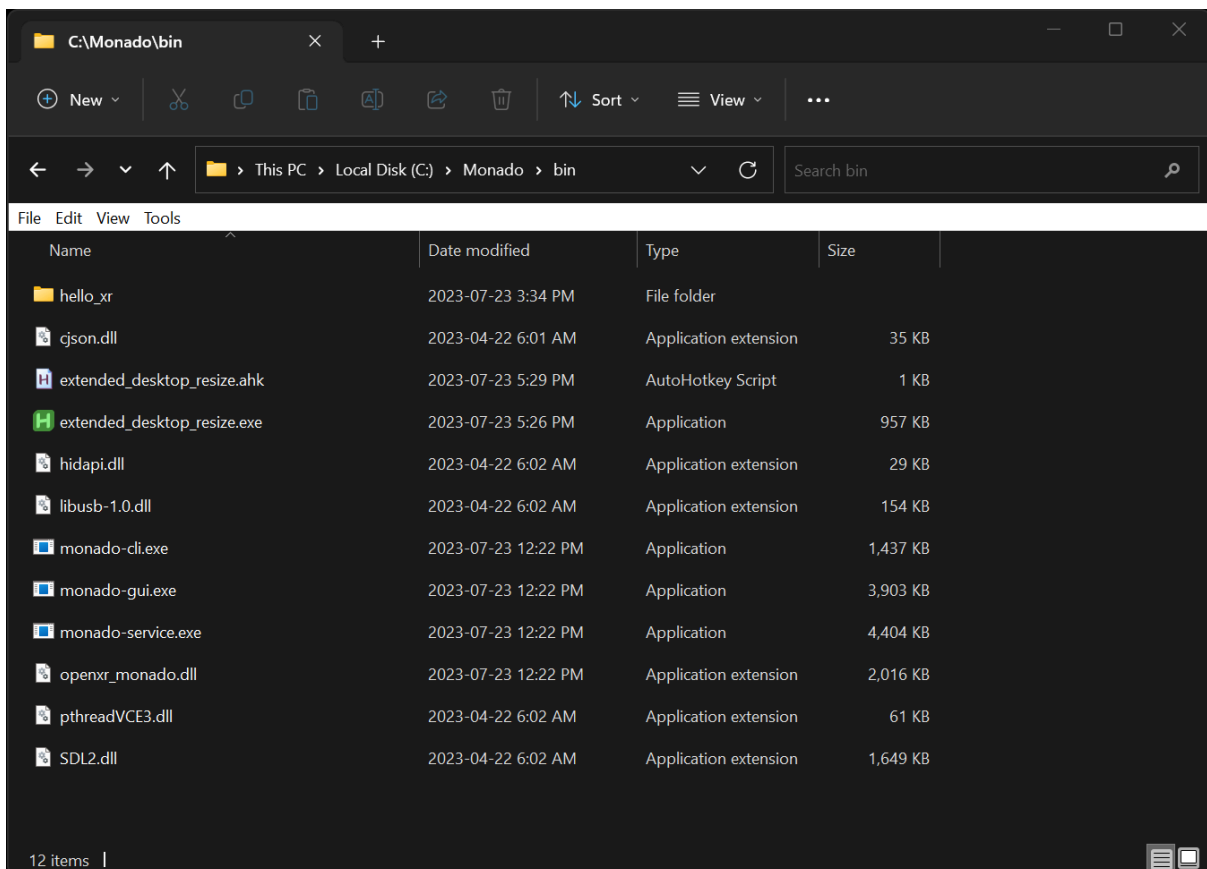 C:\Monado\bin
New Sort View
This PC Local Disk (C:) Monado bin Search bin
File Edit View Tools
Name Date modified Type Size
hello_xr 2023-07-23 3:34 PM File folder
cjson.dll 2023-04-22 6:01 AM Application extension 35 KB
extended_desktop_resize.ahk 2023-07-23 5:29 PM AutoHotkey Script 1 KB
extended_desktop_resize.exe 2023-07-23 5:26 PM Application 957 KB
hidapi.dll 2023-04-22 6:02 AM Application extension 29 KB
libusb-1.0.dll 2023-04-22 6:02 AM Application extension 154 KB
monado-cli.exe 2023-07-23 12:22 PM Application 1,437 KB
monado-gui.exe 2023-07-23 12:22 PM Application 3,903 KB
monado-service.exe 2023-07-23 12:22 PM Application 4,404 KB
openxr_monado.dll 2023-07-23 12:22 PM Application extension 2,016 KB
pthreadVCE3.dll 2023-04-22 6:02 AM Application extension 61 KB
SDL2.dll 2023-04-22 6:02 AM Application extension 1,649 KB
12 items